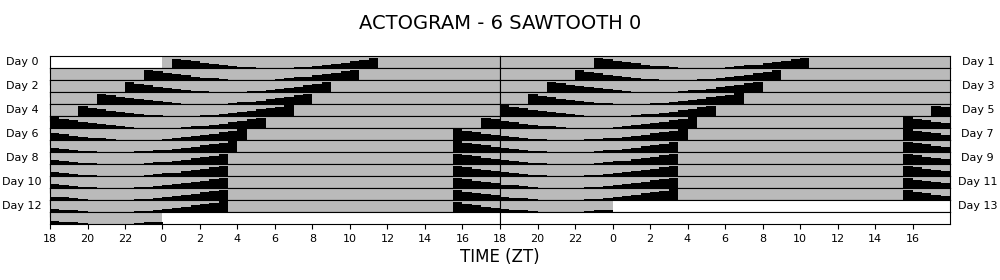 ACTOGRAM - 6 SAWTOOTH 0
Day 0 Day 1
Day 2 Day 3
Day 4 Day 5
Day 6 Day 7
Day 8 Day 9
Day 10 Day 11
Day 12 Day 13
18 20 22 0 2 4 6 8 10 12 14 16 18 20 22 0 2 4 6 8 10 12 14 16
TIME (ZT)